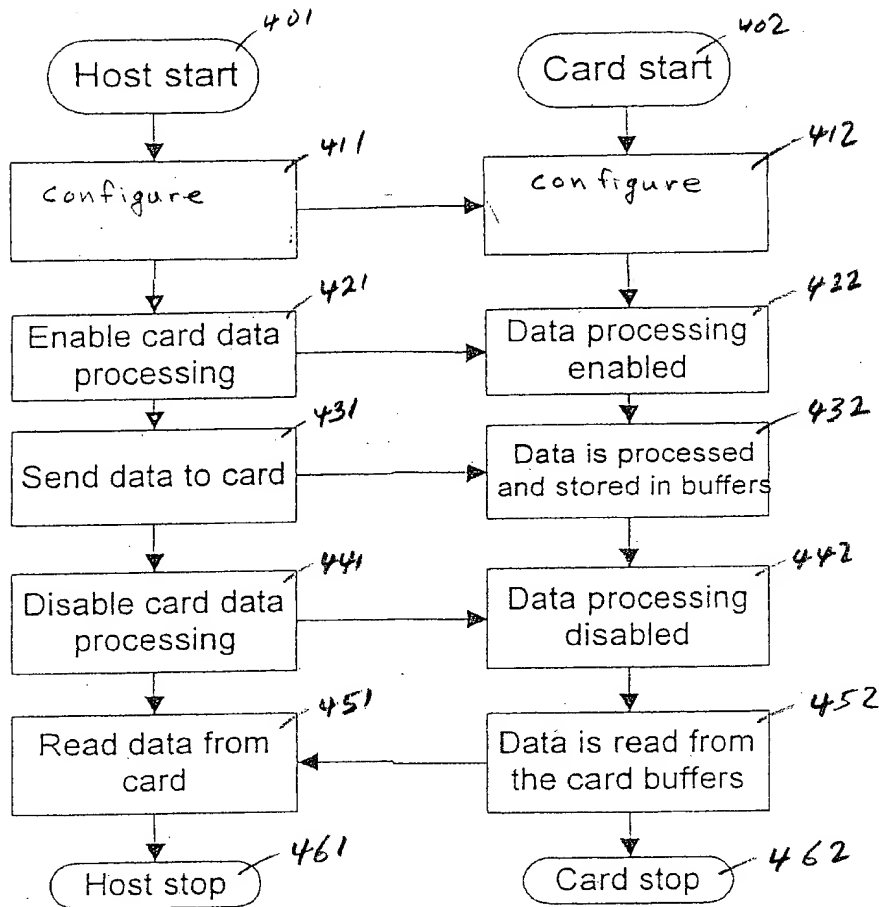 401
402
Host start
Card start
411
412
configure
configure
421
432
Enable card data
processing
Data processing
enabled
431
432
Send data to card
Data is processed
and stored in buffers
441
442
Disable card data
processing
Data processing
disabled
451
452
Read data from
card
Data is read from
the card buffers
461
462
Host stop
Card stop